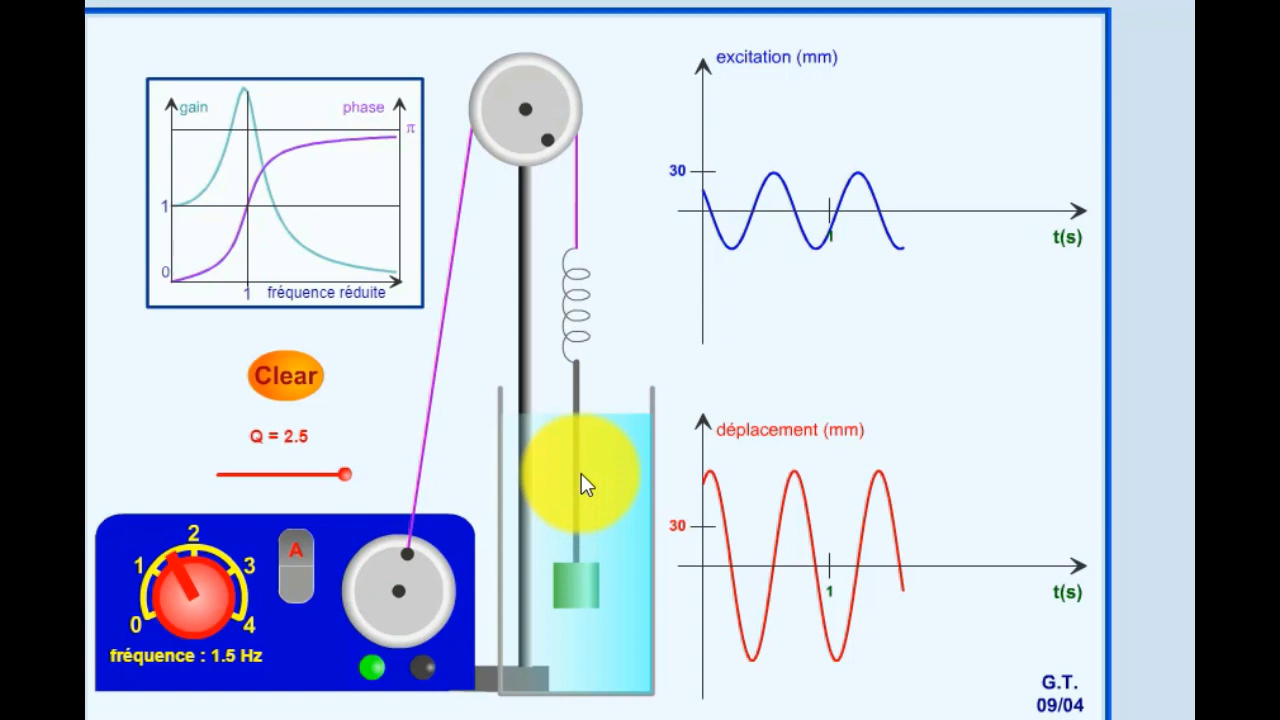 gain
phase
π
1
0
1
fréquence réduite
Clear
Q = 2.5
0
1
2
3
4
A
fréquence : 1.5 Hz
excitation (mm)
30
1
t(s)
déplacement (mm)
30
1
t(s)
G.T.
09/04